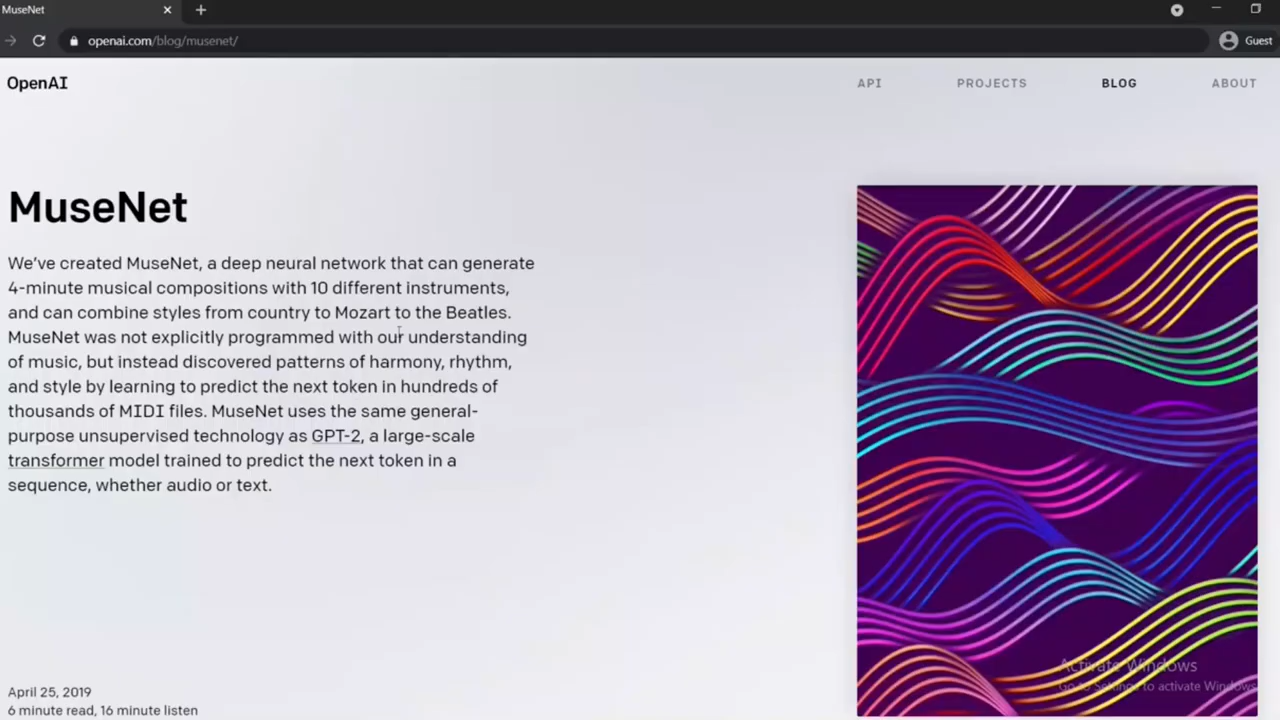 MuseNet
openai.com/blog/musenet/
Guest
OpenAI
API
PROJECTS
BLOG
ABOUT
MuseNet
We've created MuseNet, a deep neural network that can generate
4-minute musical compositions with 10 different instruments,
and can combine styles from country to Mozart to the Beatles.
MuseNet was not explicitly programmed with our understanding
of music, but instead discovered patterns of harmony, rhythm,
and style by learning to predict the next token in hundreds of
thousands of MIDI files. MuseNet uses the same general-
purpose unsupervised technology as GPT-2, a large-scale
transformer model trained to predict the next token in a
sequence, whether audio or text.
April 25, 2019
6 minute read, 16 minute listen
Activate Windows
Go to Settings to activate Windows